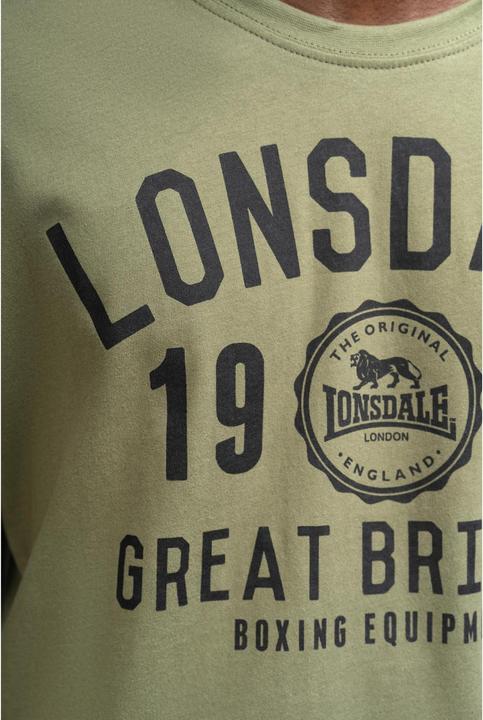 LONSDA
19
THE ORIGINAL
LONSDALE
LONDON
·ENGLAND·
GREAT BRI
BOXING EQUIPM